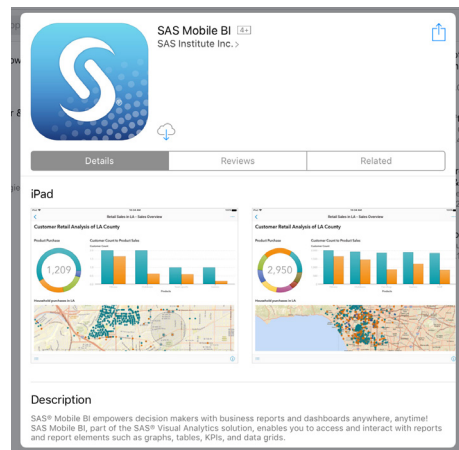 SAS Mobile BI 4+
SAS Institute Inc. >
Details
Reviews
Related
iPad
Retail Sales in LA - Sales Overview
Customer Retail Analysis of LA County
Product Purchase
Customer Count to Product Sales
1,209
Household purchases in LA
Retail Sales in LA - Sales Overview
Customer Retail Analysis of LA County
Product Purchase
Customer Count to Product Sales
2,950
Household purchases in LA
Description
SAS® Mobile BI empowers decision makers with business reports and dashboards anywhere, anytime!
SAS Mobile BI, part of the SAS® Visual Analytics solution, enables you to access and interact with reports
and report elements such as graphs, tables, KPIs, and data grids.